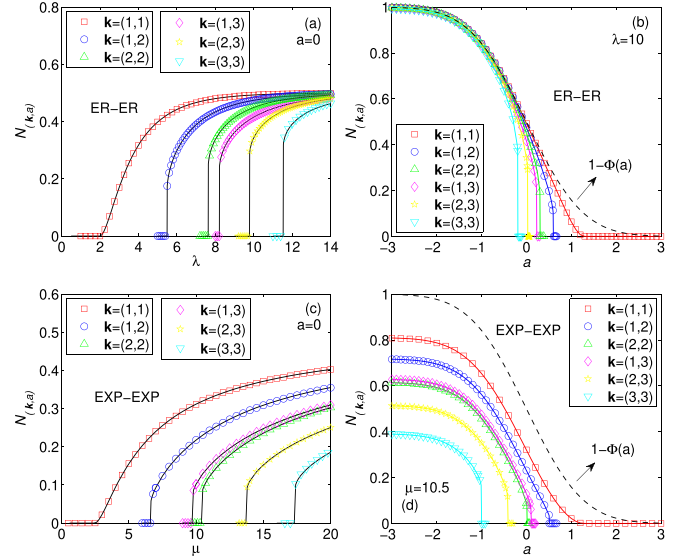 (a)
a=0
k=(1,1)
k=(1,2)
k=(2,2)
k=(1,3)
k=(2,3)
k=(3,3)
ER−ER
N(k,a)
0 0.2 0.4 0.6 0.8
0 2 4 6 8 10 12 14
λ
(b)
λ=10
ER−ER
k=(1,1)
k=(1,2)
k=(2,2)
k=(1,3)
k=(2,3)
k=(3,3)
1−Φ(a)
N(k,a)
0 0.2 0.4 0.6 0.8 1
−3 −2 −1 0 1 2 3
a
(c)
a=0
k=(1,1)
k=(1,2)
k=(2,2)
k=(1,3)
k=(2,3)
k=(3,3)
EXP−EXP
N(k,a)
0 0.1 0.2 0.3 0.4 0.5 0.6
0 5 10 15 20
μ
EXP−EXP
k=(1,1)
k=(1,2)
k=(2,2)
k=(1,3)
k=(2,3)
k=(3,3)
1−Φ(a)
μ=10.5
(d)
N(k,a)
0 0.2 0.4 0.6 0.8 1
−3 −2 −1 0 1 2 3
a